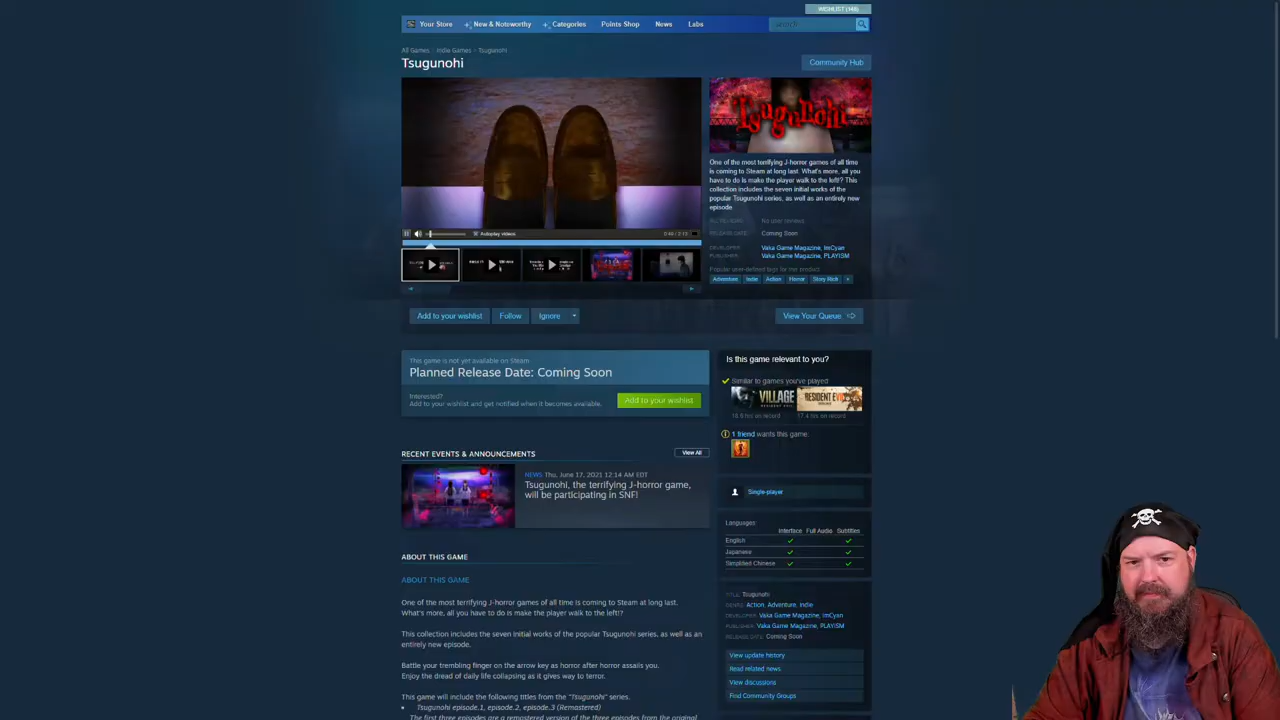 WISHLIST (146)
Your Store
New & Noteworthy
Categories
Points Shop
News
Labs
search
All Games > Indie Games > Tsugunohi
Tsugunohi
Community Hub
Tsugunohi
One of the most terrifying J-horror games of all time
is coming to Steam at long last. What's more, all you
have to do is make the player walk to the left!? This
collection includes the seven initial works of the
popular Tsugunohi series, as well as an entirely new
episode.
No user reviews
RELEASE DATE: Coming Soon
DEVELOPER: Vaka Game Magazine, ImCyan
PUBLISHER: Vaka Game Magazine, PLAYISM
Popular user-defined tags for this product:
Adventure Indie Action Horror Story Rich +
Autoplay videos
Add to your wishlist
Follow
Ignore
View Your Queue
This game is not yet available on Steam
Planned Release Date: Coming Soon
Interested?
Add to your wishlist and get notified when it becomes available.
Add to your wishlist
Is this game relevant to you?
Similar to games you've played
VILLAGE
RESIDENT EVIL
RESIDENT EVIL
1 friend wants this game:
RECENT EVENTS & ANNOUNCEMENTS
View All
NEWS Thu, June 17, 2021 12:14 AM EDT
Tsugunohi, the terrifying J-horror game,
will be participating in SNF!
Single-player
Languages:
Interface Full Audio Subtitles
English ✓ ✓
Japanese ✓ ✓
Simplified Chinese ✓ ✓
ABOUT THIS GAME
ABOUT THIS GAME
One of the most terrifying J-horror games of all time is coming to Steam at long last.
What's more, all you have to do is make the player walk to the left!?
This collection includes the seven initial works of the popular Tsugunohi series, as well as an
entirely new episode.
Battle your trembling finger on the arrow key as horror after horror assails you.
Enjoy the dread of daily life collapsing as it gives way to terror.
This game will include the following titles from the "Tsugunohi" series.
Tsugunohi episode.1, episode.2, episode.3 (Remastered)
The first three episodes are a remastered version of the three episodes from the original
TITLE: Tsugunohi
GENRE: Action, Adventure, Indie
DEVELOPER: Vaka Game Magazine, ImCyan
PUBLISHER: Vaka Game Magazine, PLAYISM
RELEASE DATE: Coming Soon
View update history
Read related news
View discussions
Find Community Groups